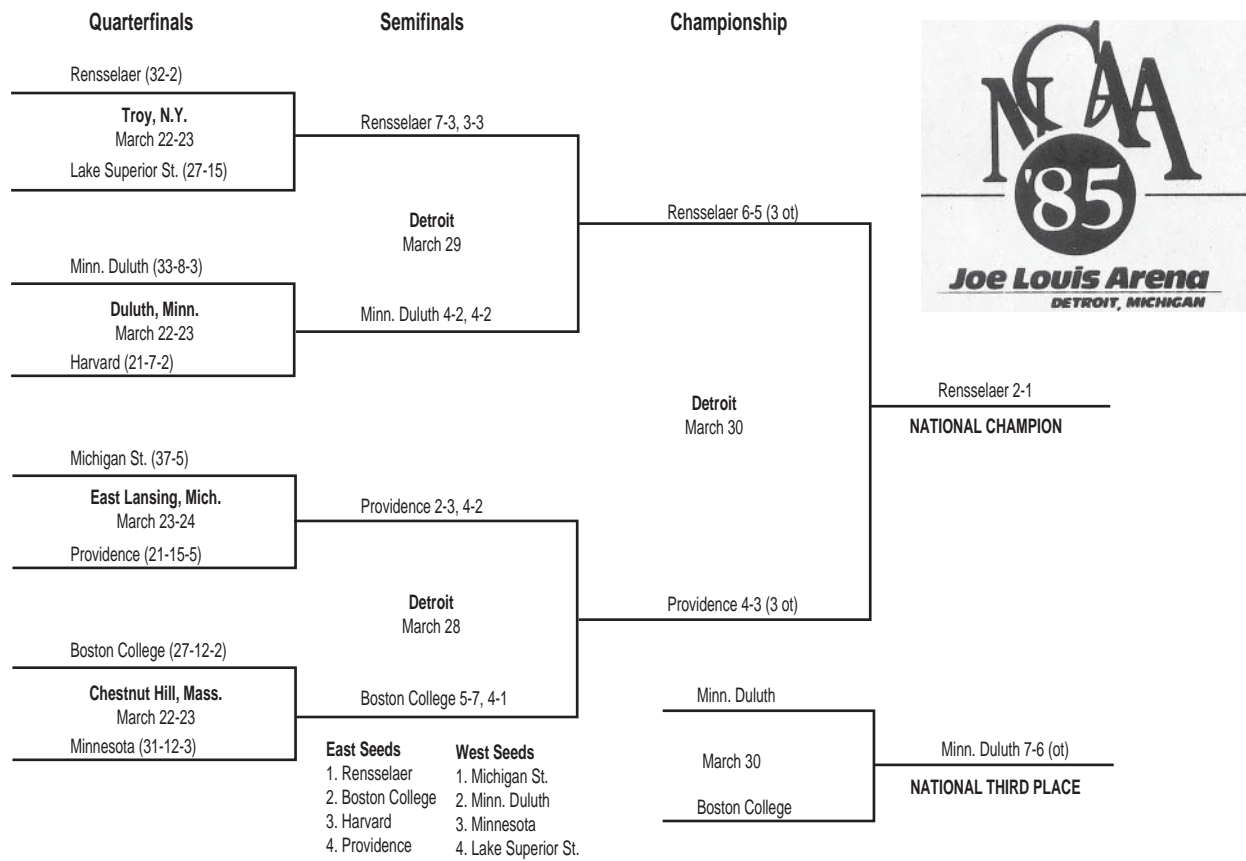 Quarterfinals
Semifinals
Championship
NCAA
'85
Joe Louis Arena
DETROIT, MICHIGAN
Rensselaer (32-2)
Troy, N.Y.
March 22-23
Lake Superior St. (27-15)
Rensselaer 7-3, 3-3
Detroit
March 29
Minn. Duluth (33-8-3)
Duluth, Minn.
March 22-23
Harvard (21-7-2)
Minn. Duluth 4-2, 4-2
Rensselaer 6-5 (3 ot)
Detroit
March 30
Rensselaer 2-1
NATIONAL CHAMPION
Michigan St. (37-5)
East Lansing, Mich.
March 23-24
Providence (21-15-5)
Providence 2-3, 4-2
Detroit
March 28
Providence 4-3 (3 ot)
Boston College (27-12-2)
Chestnut Hill, Mass.
March 22-23
Minnesota (31-12-3)
Boston College 5-7, 4-1
East Seeds
1. Rensselaer
2. Boston College
3. Harvard
4. Providence
West Seeds
1. Michigan St.
2. Minn. Duluth
3. Minnesota
4. Lake Superior St.
Minn. Duluth
March 30
Boston College
Minn. Duluth 7-6 (ot)
NATIONAL THIRD PLACE